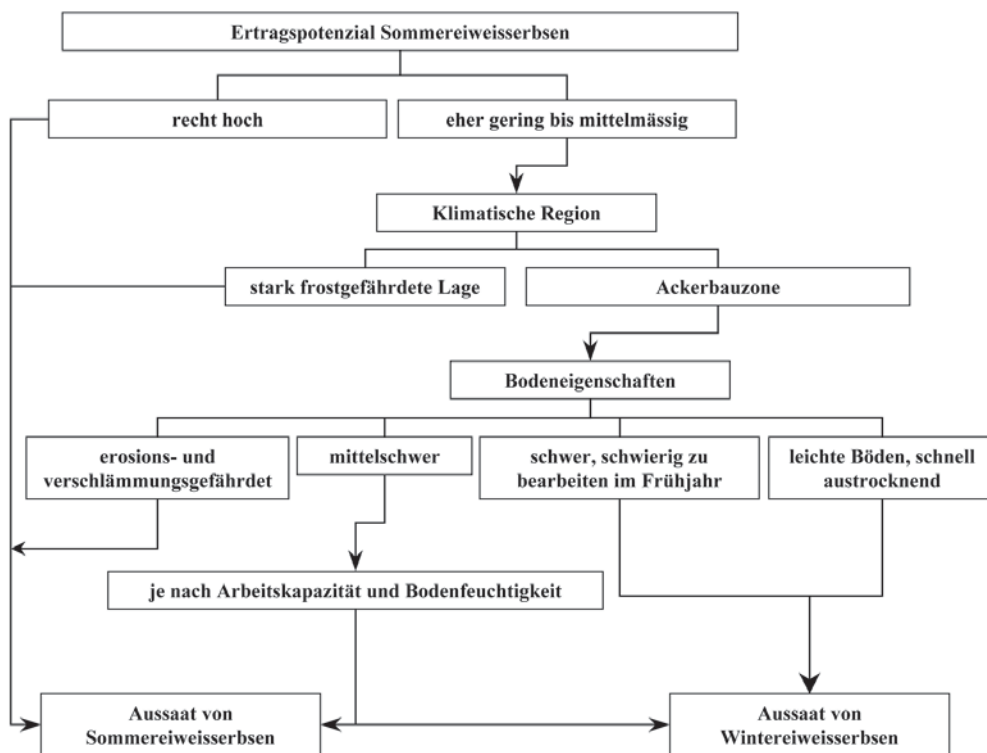 Ertragspotenzial Sommereiweisserbsen
recht hoch
eher gering bis mittelmässig
Klimatische Region
stark frostgefährdete Lage
Ackerbauzone
Bodeneigenschaften
erosions- und
verschlämmungsgefährdet
mittelschwer
schwer, schwierig zu
bearbeiten im Frühjahr
leichte Böden, schnell
austrocknend
je nach Arbeitskapazität und Bodenfeuchtigkeit
Aussaat von
Sommereiweisserbsen
Aussaat von
Wintereiweisserbsen